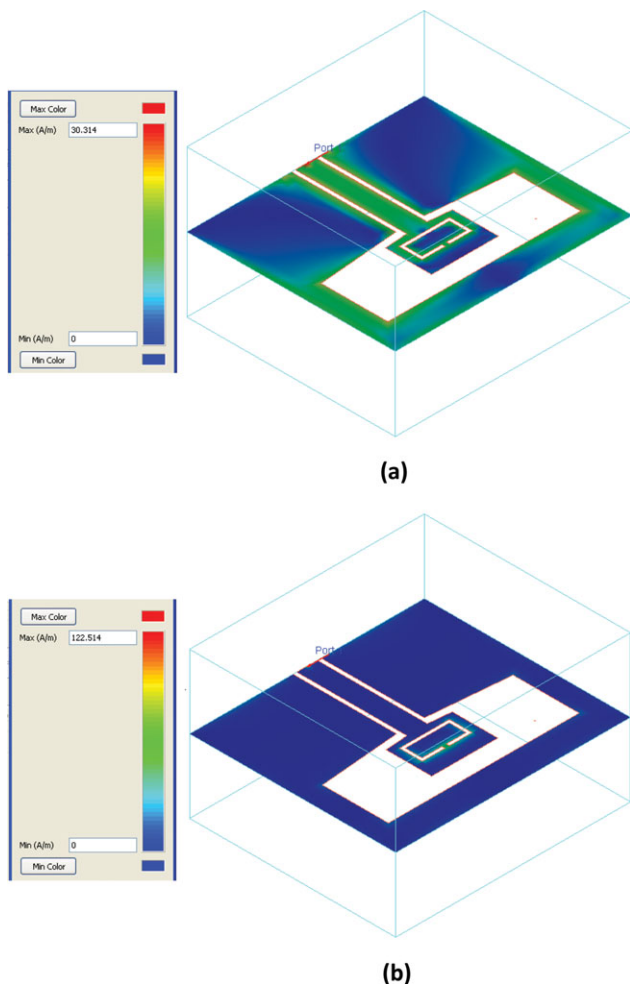 Max Color
Max (A/m) 30.314
Port
Min (A/m) 0
Min Color
(a)
Max Color
Max (A/m) 122.514
Port
Min (A/m) 0
Min Color
(b)